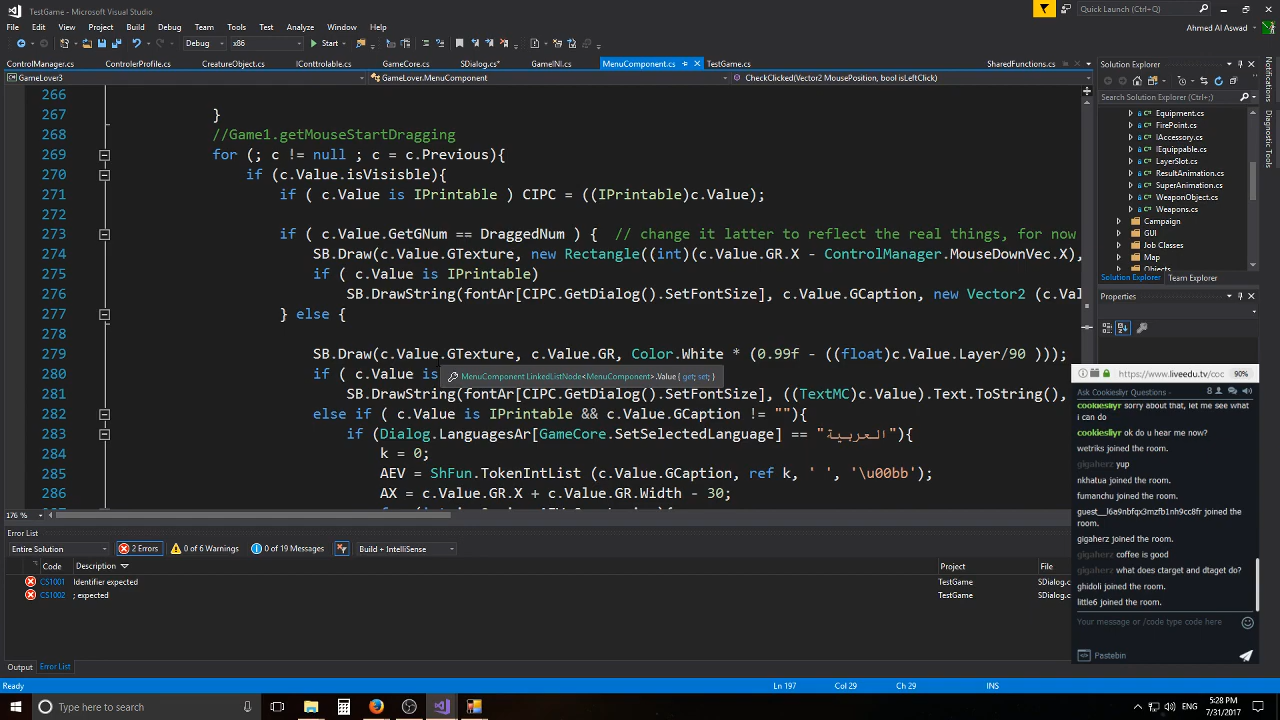 TestGame - Microsoft Visual Studio
Quick Launch (Ctrl+Q)
File Edit View Project Build Debug Team Tools Test Analyze Window Help
Ahmed Al Aswad
Debug x86 Start
ControlManager.cs ControlerProfile.cs CreatureObject.cs IControlable.cs GameCore.cs SDialog.cs* GameINI.cs MenuComponent.cs TestGame.cs SharedFunctions.cs
GameLover3 GameLover.MenuComponent CheckClicked(Vector2 MousePosition, bool isLeftClick)
266
267 }
268 //Game1.getMouseStartDragging
269 for (; c != null ; c = c.Previous){
270 if (c.Value.isVisisble){
271 if ( c.Value is IPrintable ) CIPC = ((IPrintable)c.Value);
272
273 if ( c.Value.GetGNum == DraggedNum ) { // change it latter to reflect the real things, for now
274 SB.Draw(c.Value.GTexture, new Rectangle((int)(c.Value.GR.X - ControlManager.MouseDownVec.X),
275 if ( c.Value is IPrintable)
276 SB.DrawString(fontAr[CIPC.GetDialog().SetFontSize], c.Value.GCaption, new Vector2 (c.Val
277 } else {
278
279 SB.Draw(c.Value.GTexture, c.Value.GR, Color.White * (0.99f - ((float)c.Value.Layer/90 )));
280 if ( c.Value is
MenuComponent LinkedListNode<MenuComponent>.Value { get; set; }
281 SB.DrawString(fontAr[CIPC.GetDialog().SetFontSize], ((TextMC)c.Value).Text.ToString(),
282 else if ( c.Value is IPrintable && c.Value.GCaption != ""){
283 if (Dialog.LanguagesAr[GameCore.SetSelectedLanguage] == "العربية"){
284 k = 0;
285 AEV = ShFun.TokenIntList (c.Value.GCaption, ref k, ' ', '\u00bb');
286 AX = c.Value.GR.X + c.Value.GR.Width - 30;
176 %
Error List
Entire Solution 2 Errors 0 of 6 Warnings 0 of 19 Messages Build + IntelliSense
Code Description Project File
CS1001 Identifier expected TestGame SDialog.c
CS1002 ; expected TestGame SDialog.c
Output Error List
Ready Ln 197 Col 29 Ch 29 INS
Solution Explorer
Search Solution Explorer (Ctrl+;)
Equipment.cs
FirePoint.cs
IAccessory.cs
IEquippable.cs
LayerSlot.cs
ResultAnimation.cs
SuperAnimation.cs
WeaponObject.cs
Weapons.cs
Campaign
GUI
Job Classes
Map
Objects
Solution Explorer Team Explorer
Properties
Notifications
Diagnostic Tools
https://www.liveedu.tv/coc 90%
Ask Cookiesliyr Questions - 8
cookiesliyr sorry about that, let me see what
i can do
cookiesliyr ok do u hear me now?
wetriks joined the room.
gigaherz yup
nkhatua joined the room.
fumanchu joined the room.
guest__l6a9nbfqx3mzfb1nh9cc8fr joined the
room.
gigaherz joined the room.
gigaherz coffee is good
gigaherz what does ctarget and dtaget do?
ghidoli joined the room.
little6 joined the room.
Your message or /code type code here
Pastebin
Type here to search
ENG
5:28 PM
7/31/2017